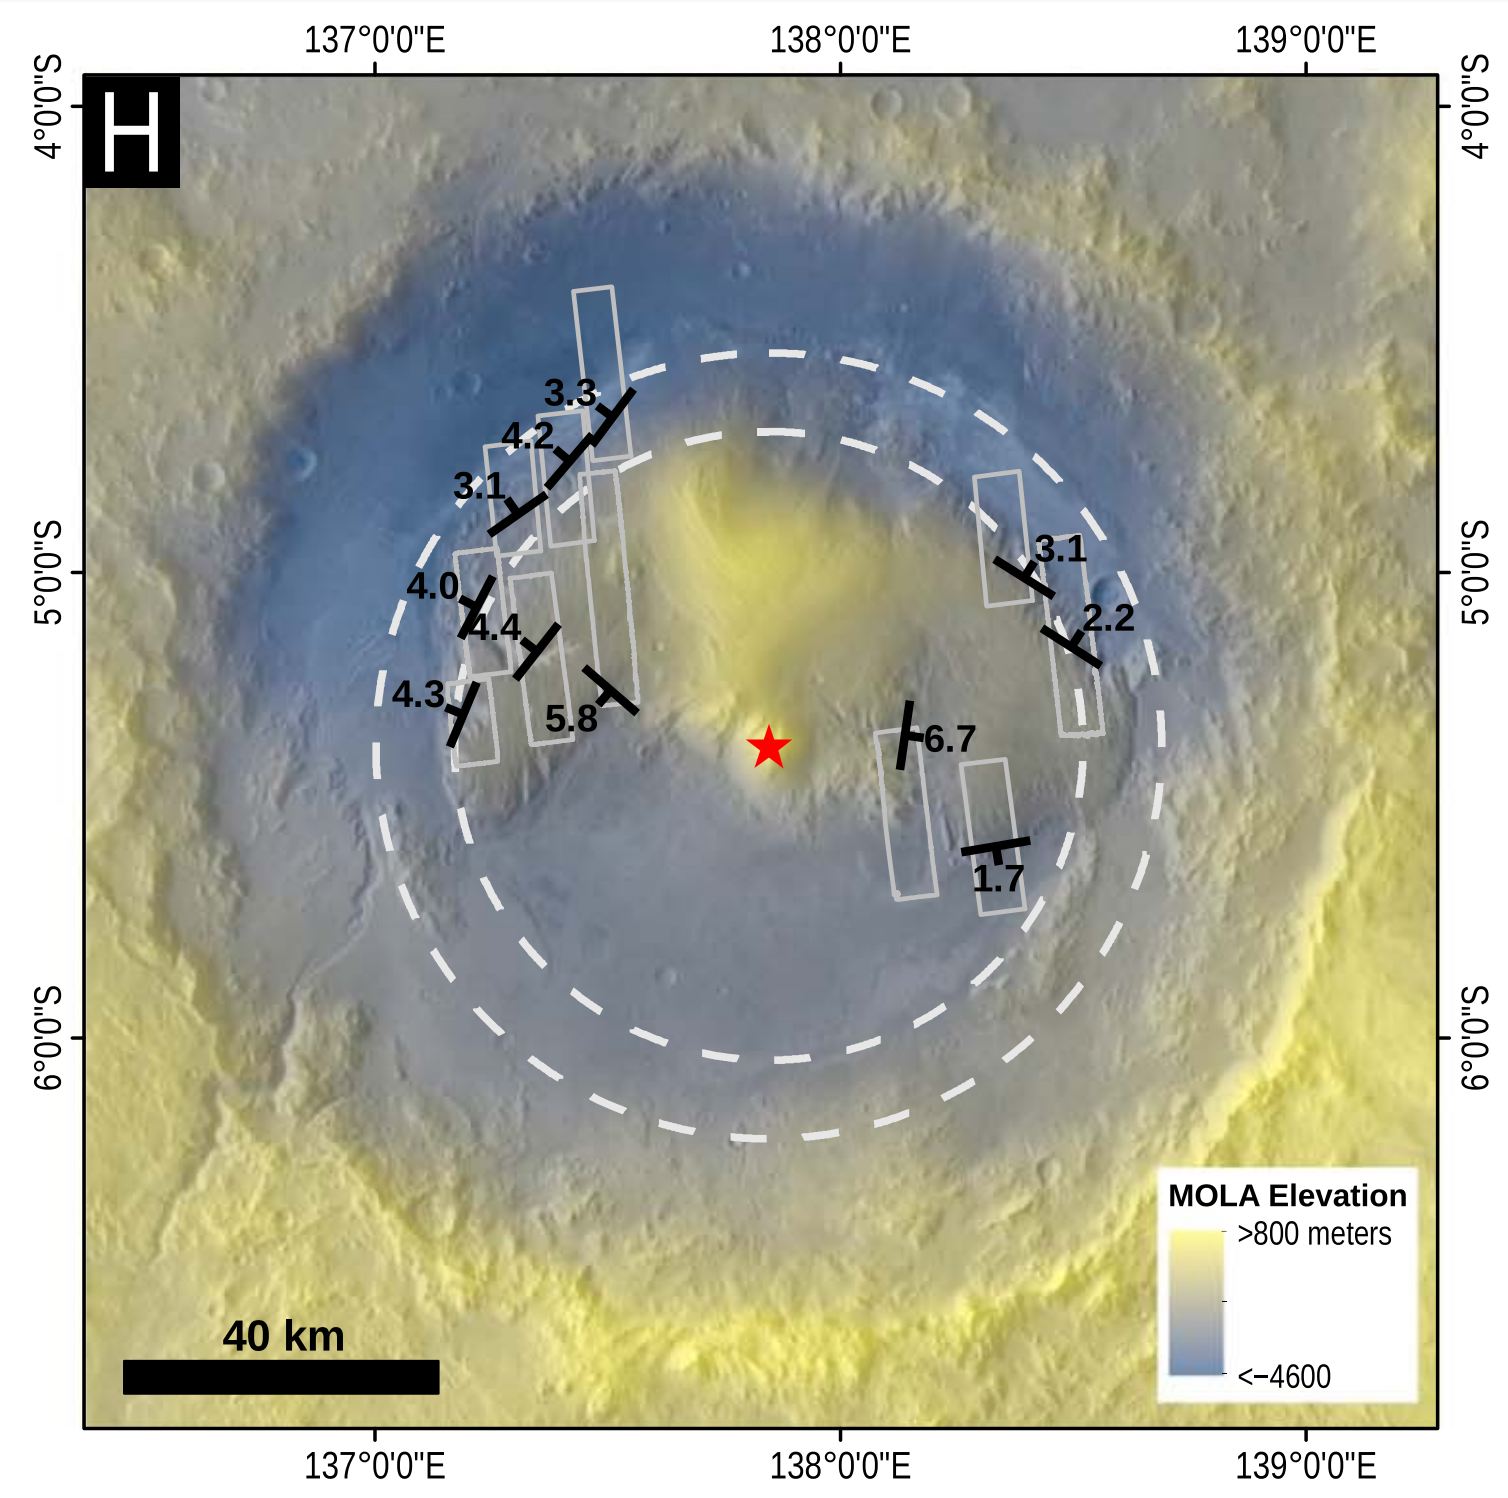 137°0'0"E 138°0'0"E 139°0'0"E
4°0'0"S 4°0'0"S
H
3.3
4.2
3.1
3.1
5°0'0"S 5°0'0"S
4.0
4.4 2.2
4.3
5.8
6.7
1.7
6°0'0"S 6°0'0"S
MOLA Elevation
>800 meters
40 km
<−4600
137°0'0"E 138°0'0"E 139°0'0"E